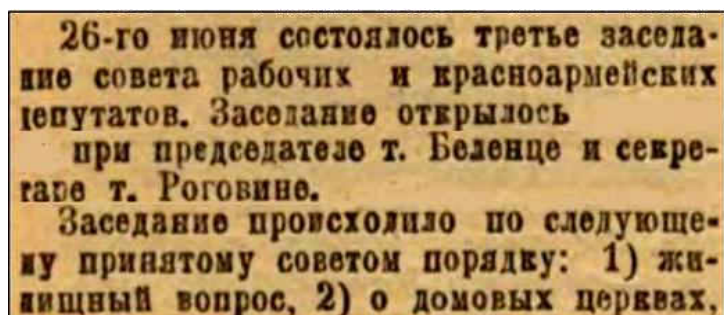 26-го июня состоялось третье заседа-
ние совета рабочих и красноармейских
депутатов. Заседание открылось
при председателе т. Беленце и секре-
таре т. Роговине.
Заседание происходило по следующе-
му принятому советом порядку: 1) жи-
лищный вопрос, 2) о домовых церквах,